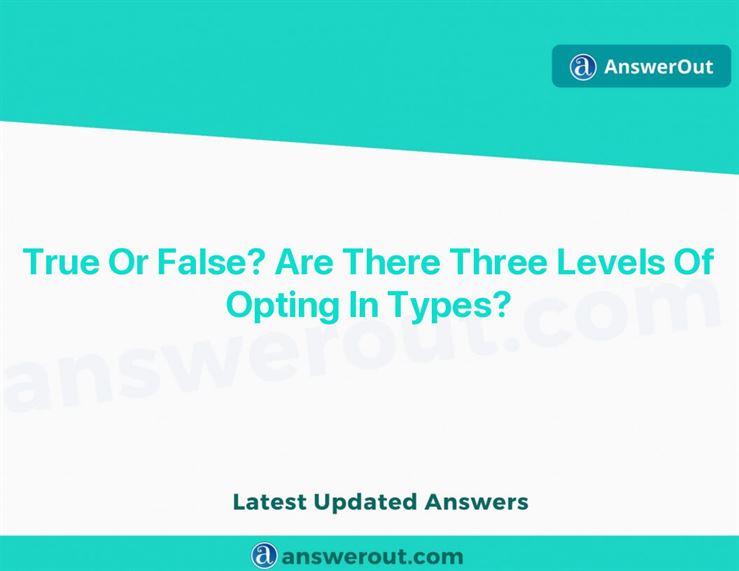 AnswerOut
True Or False? Are There Three Levels Of
Opting In Types?
answerout.com
Latest Updated Answers
answerout.com